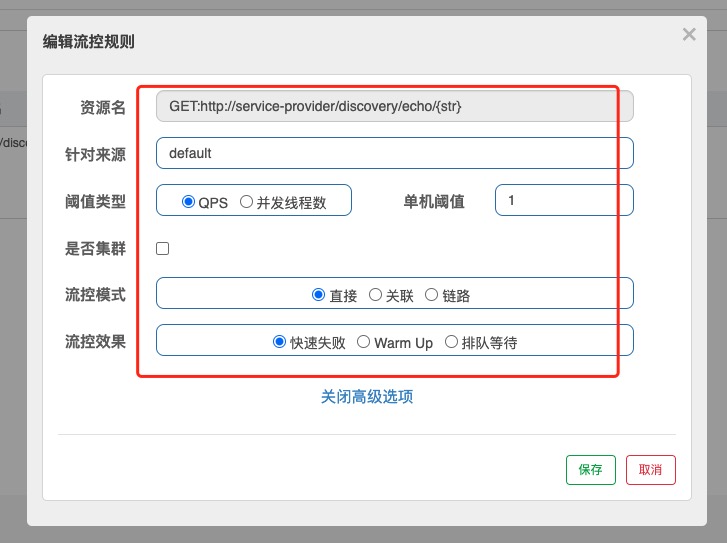 编辑流控规则
×
资源名 GET:http://service-provider/discovery/echo/{str}
/disco
针对来源 default
阈值类型 QPS 并发线程数 单机阈值 1
是否集群
流控模式 直接 关联 链路
流控效果 快速失败 Warm Up 排队等待
关闭高级选项
保存 取消